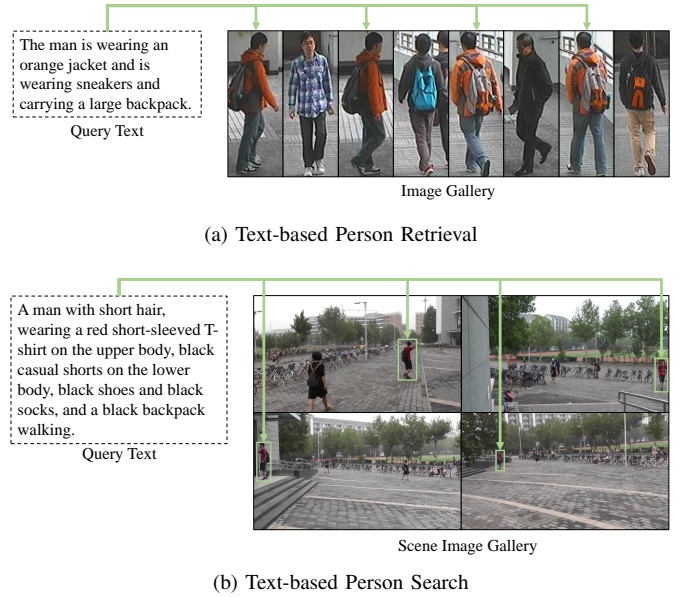 The man is wearing an
orange jacket and is
wearing sneakers and
carrying a large backpack.
Query Text
Image Gallery
(a) Text-based Person Retrieval
A man with short hair,
wearing a red short-sleeved T-
shirt on the upper body, black
casual shorts on the lower
body, black shoes and black
socks, and a black backpack
walking.
Query Text
Scene Image Gallery
(b) Text-based Person Search